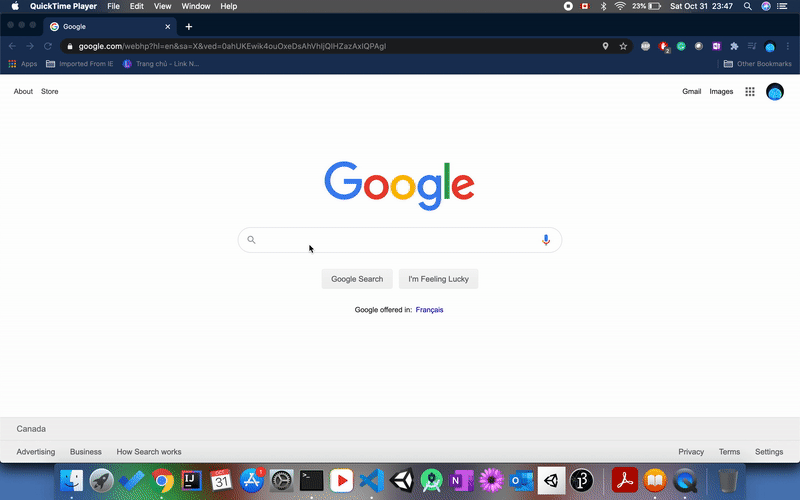 QuickTime Player File Edit View Window Help 23% Sat Oct 31 23:47
Google
google.com/webhp?hl=en&sa=X&ved=0ahUKEwik4ouOxeDsAhVhljQIHZazAxIQPAgI
Apps Imported From IE Trang chủ - Link N... Other Bookmarks
About Store Gmail Images
Google
Google Search I'm Feeling Lucky
Google offered in: Français
Canada
Advertising Business How Search works Privacy Terms Settings